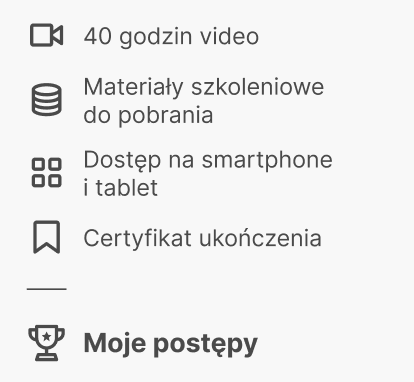 40 godzin video
Materiały szkoleniowe
do pobrania
Dostęp na smartphone
i tablet
Certyfikat ukończenia
Moje postępy